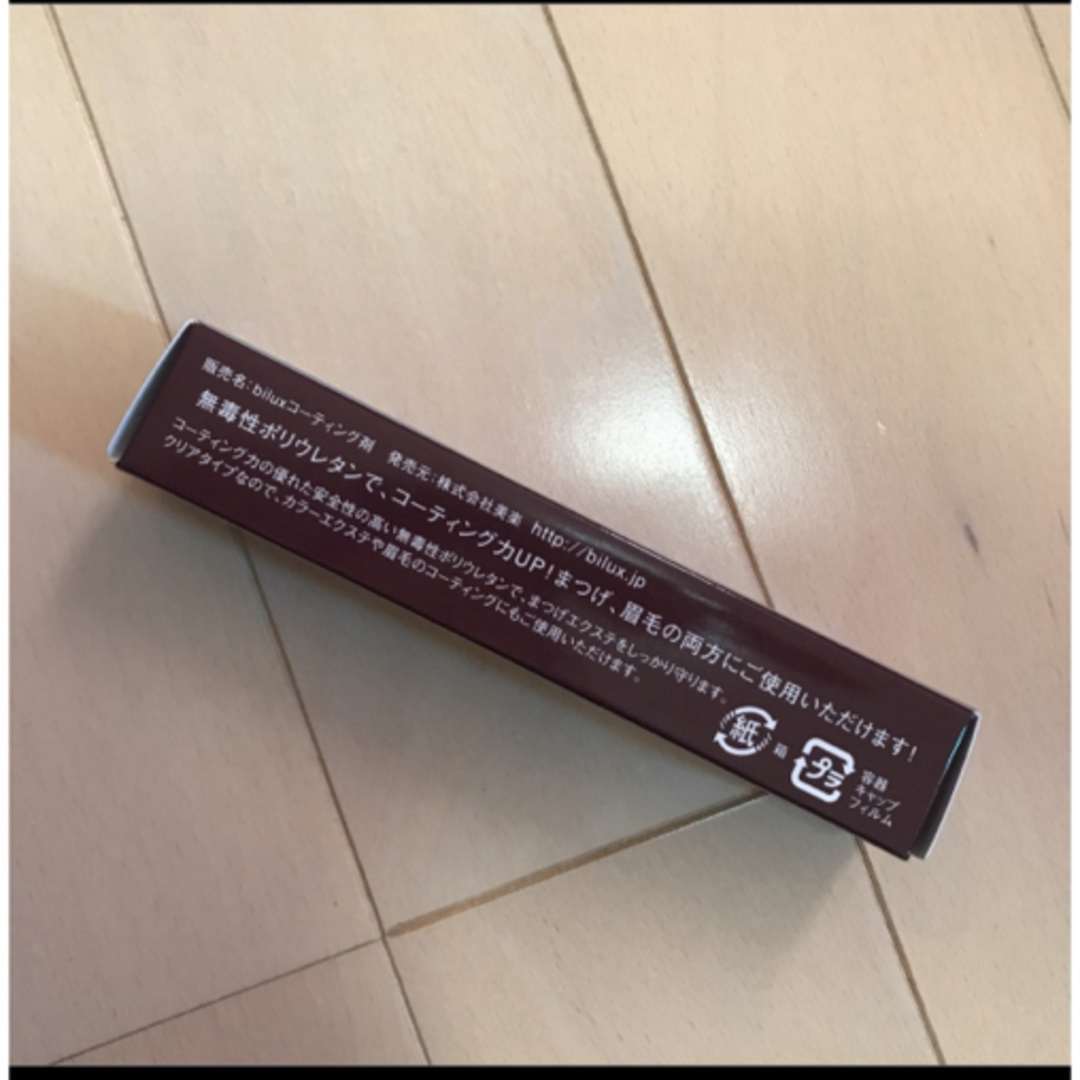 販売名：biluxコーティング剤　発売元：株式会社美楽　http://bilux.jp
無毒性ポリウレタンで、コーティング力UP！まつげ、眉毛の両方にご使用いただけます！
コーティング力の優れた安全性の高い無毒性ポリウレタンで、まつげエクステをしっかり守ります。
クリアタイプなので、カラーエクステや眉毛のコーティングにもご使用いただけます。
紙 箱
プラ 容器
キャップ
フィルム